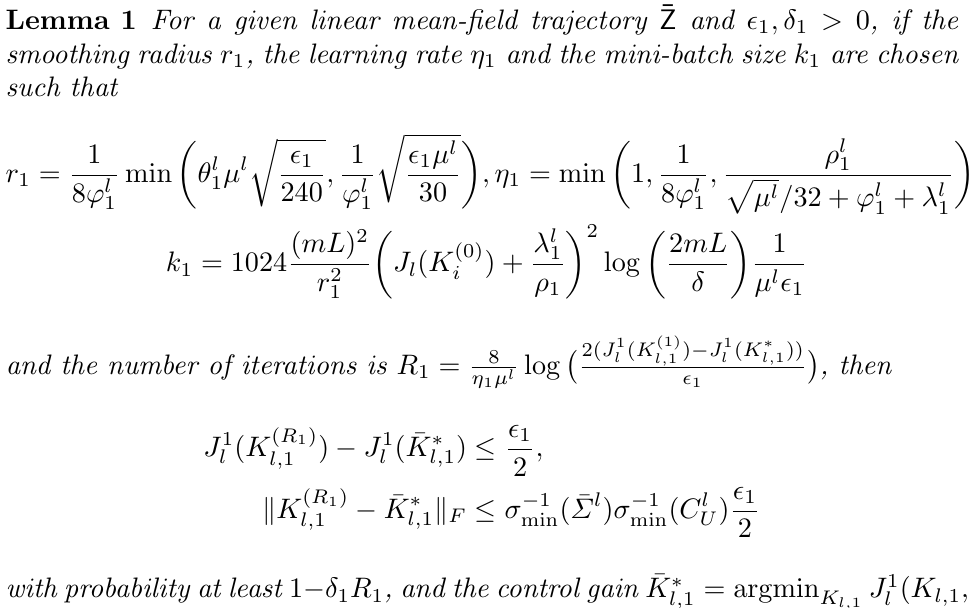 Lemma 1 For a given linear mean-field trajectory $\bar{\mathsf{Z}}$ and $\epsilon_1, \delta_1 > 0$, if the
smoothing radius $r_1$, the learning rate $\eta_1$ and the mini-batch size $k_1$ are chosen
such that
$r_1 = \frac{1}{8\varphi_1^l} \min\left(\theta_1^l \mu^l \sqrt{\frac{\epsilon_1}{240}}, \frac{1}{\varphi_1^l} \sqrt{\frac{\epsilon_1 \mu^l}{30}}\right), \eta_1 = \min\left(1, \frac{1}{8\varphi_1^l}, \frac{\rho_1^l}{\sqrt{\mu^l}/32 + \varphi_1^l + \lambda_1^l}\right)$
$k_1 = 1024 \frac{(mL)^2}{r_1^2} \left(J_l(K_i^{(0)}) + \frac{\lambda_1^l}{\rho_1}\right)^2 \log\left(\frac{2mL}{\delta}\right) \frac{1}{\mu^l \epsilon_1}$
and the number of iterations is $R_1 = \frac{8}{\eta_1 \mu^l} \log\left(\frac{2(J_l^1(K_{l,1}^{(1)}) - J_l^1(K_{l,1}^*))}{\epsilon_1}\right)$, then
$J_l^1(K_{l,1}^{(R_1)}) - J_l^1(\bar{K}_{l,1}^*) \leq \frac{\epsilon_1}{2},$
$\|K_{l,1}^{(R_1)} - \bar{K}_{l,1}^*\|_F \leq \sigma_{\min}^{-1}(\bar{\Sigma}^l) \sigma_{\min}^{-1}(C_U^l) \frac{\epsilon_1}{2}$
with probability at least $1 - \delta_1 R_1$, and the control gain $\bar{K}_{l,1}^* = \operatorname{argmin}_{K_{l,1}} J_l^1(K_{l,1},$